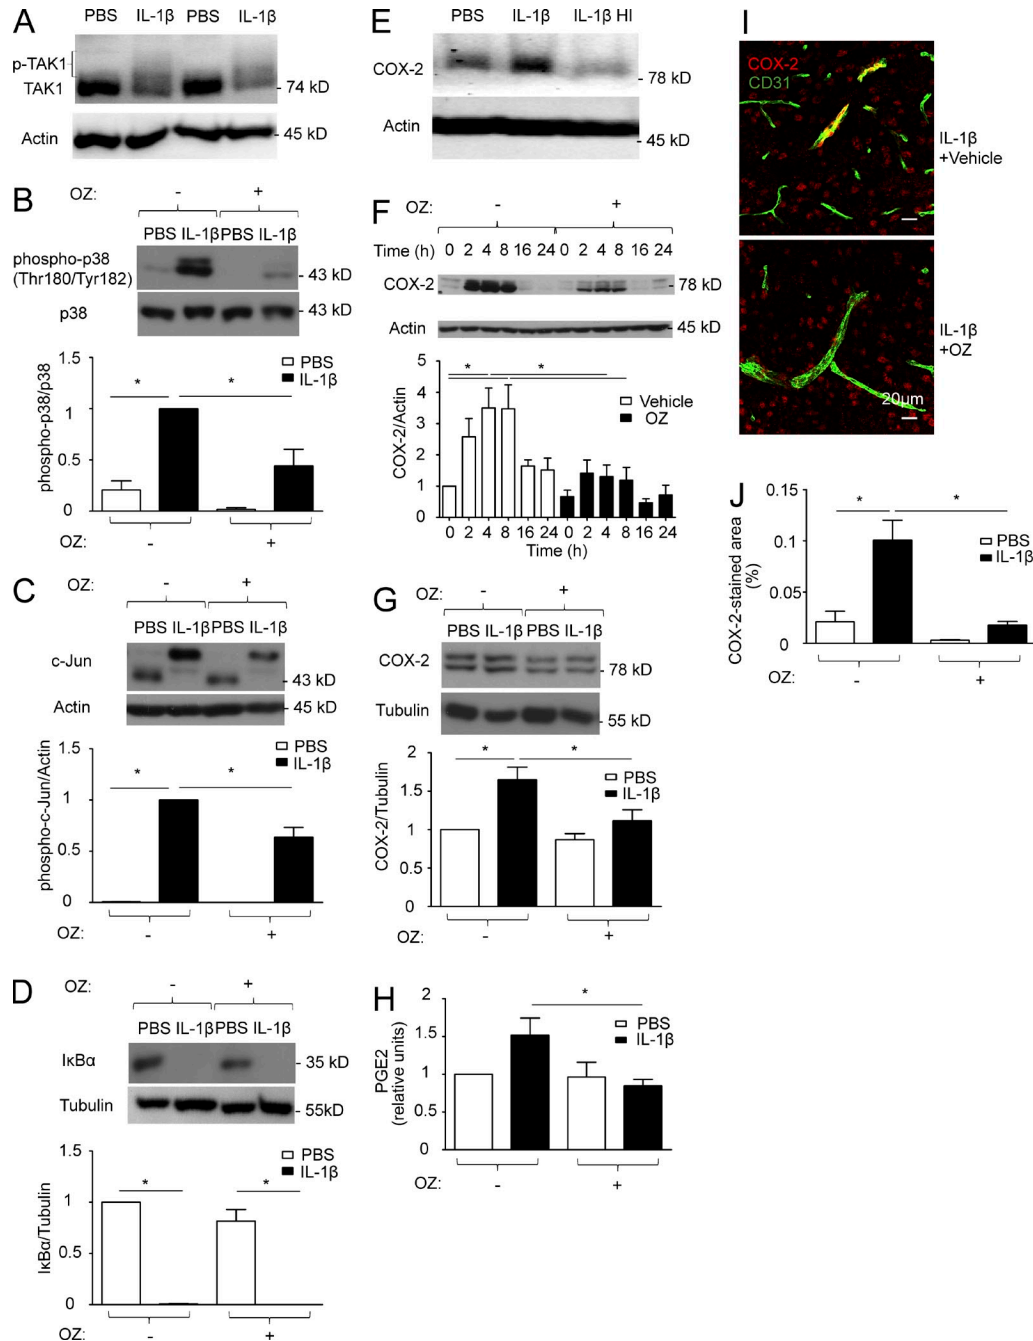 A
PBS IL-1β PBS IL-1β
p-TAK1
TAK1
- 74 kD
Actin
- 45 kD
B
OZ: - +
PBS IL-1β PBS IL-1β
phospho-p38
(Thr180/Tyr182)
- 43 kD
p38
- 43 kD
phospho-p38/p38
1.5
1
0.5
0
* *
PBS
IL-1β
OZ: - +
C
OZ: - +
PBS IL-1β PBS IL-1β
c-Jun
- 43 kD
Actin
- 45 kD
phospho-c-Jun/Actin
1.5
1
0.5
0
* *
PBS
IL-1β
OZ: - +
D
OZ: - +
PBS IL-1β PBS IL-1β
IκBα
- 35 kD
Tubulin
- 55kD
IκBα/Tubulin
1.5
1
0.5
0
* *
PBS
IL-1β
OZ: - +
E
PBS IL-1β IL-1β HI
COX-2
- 78 kD
Actin
- 45 kD
F
OZ: - +
Time (h) 0 2 4 8 16 24 0 2 4 8 16 24
COX-2
- 78 kD
Actin
- 45 kD
COX-2/Actin
5
4
3
2
1
0
* *
Vehicle
OZ
0 2 4 8 16 24 0 2 4 8 16 24
Time (h)
G
OZ: - +
PBS IL-1β PBS IL-1β
COX-2
- 78 kD
Tubulin
- 55 kD
COX-2/Tubulin
2
1.5
1
0.5
0
* *
PBS
IL-1β
OZ: - +
H
PGE2
(relative units)
2
1.5
1
0.5
0
*
PBS
IL-1β
OZ: - +
I
COX-2
CD31
IL-1β
+Vehicle
IL-1β
+OZ
20µm
J
COX-2-stained area
(%)
0.1
0.05
0
* *
PBS
IL-1β
OZ: - +